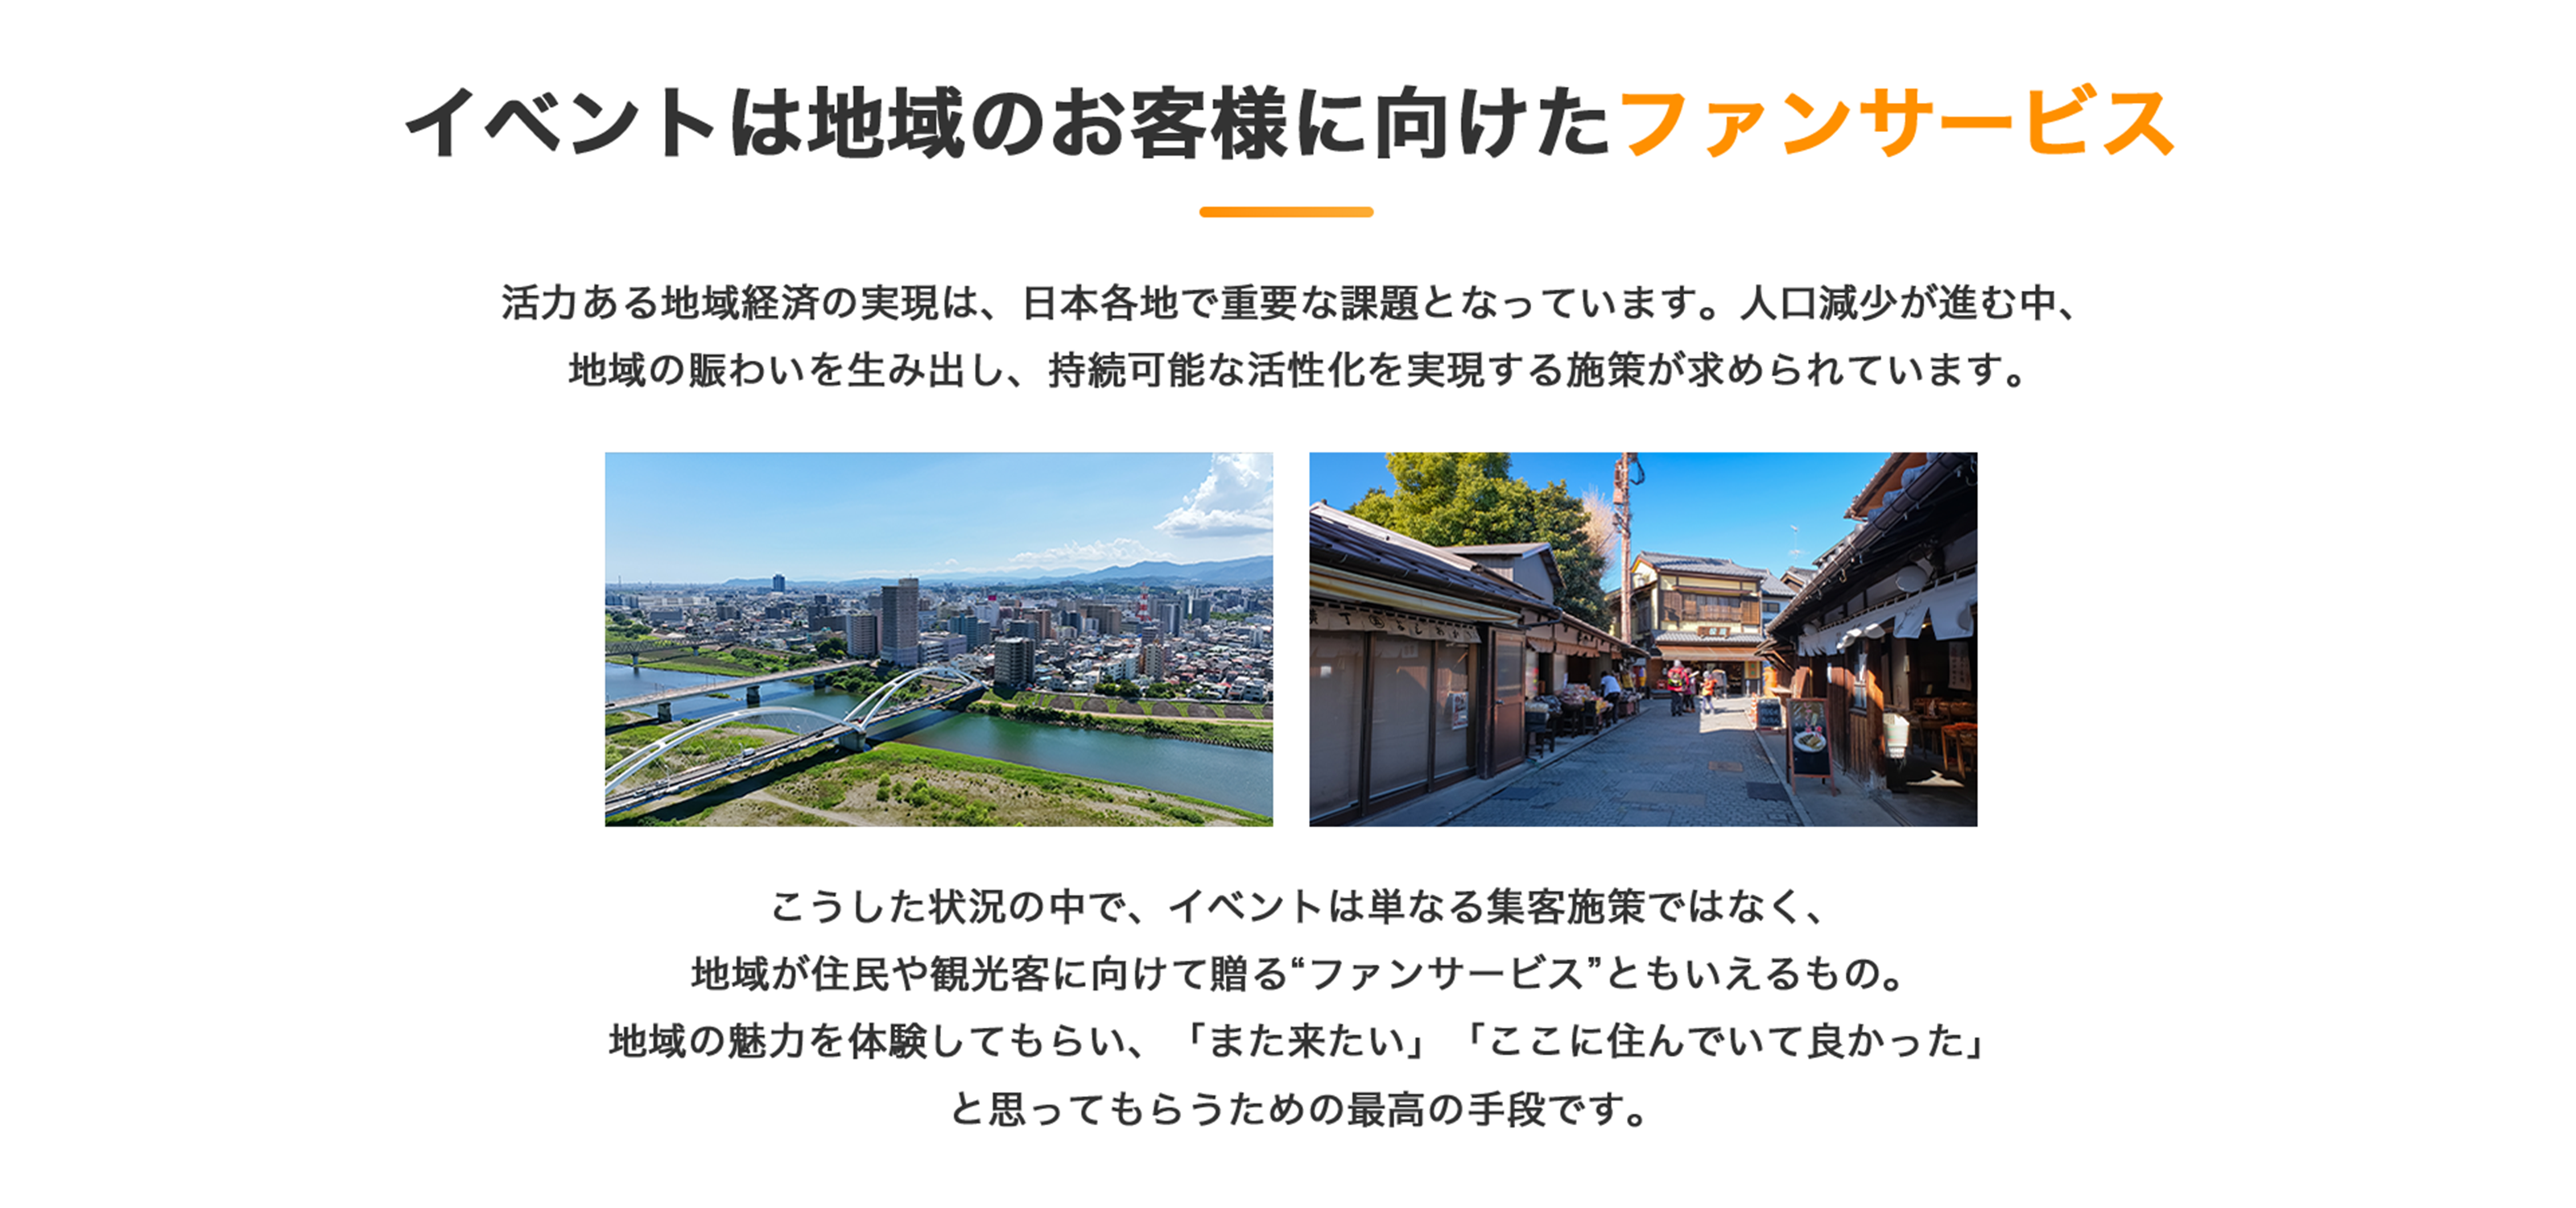 イベントは地域のお客様に向けたファンサービス
活力ある地域経済の実現は、日本各地で重要な課題となっています。人口減少が進む中、
地域の賑わいを生み出し、持続可能な活性化を実現する施策が求められています。
こうした状況の中で、イベントは単なる集客施策ではなく、
地域が住民や観光客に向けて贈る“ファンサービス”ともいえるもの。
地域の魅力を体験してもらい、「また来たい」「ここに住んでいて良かった」
と思ってもらうための最高の手段です。